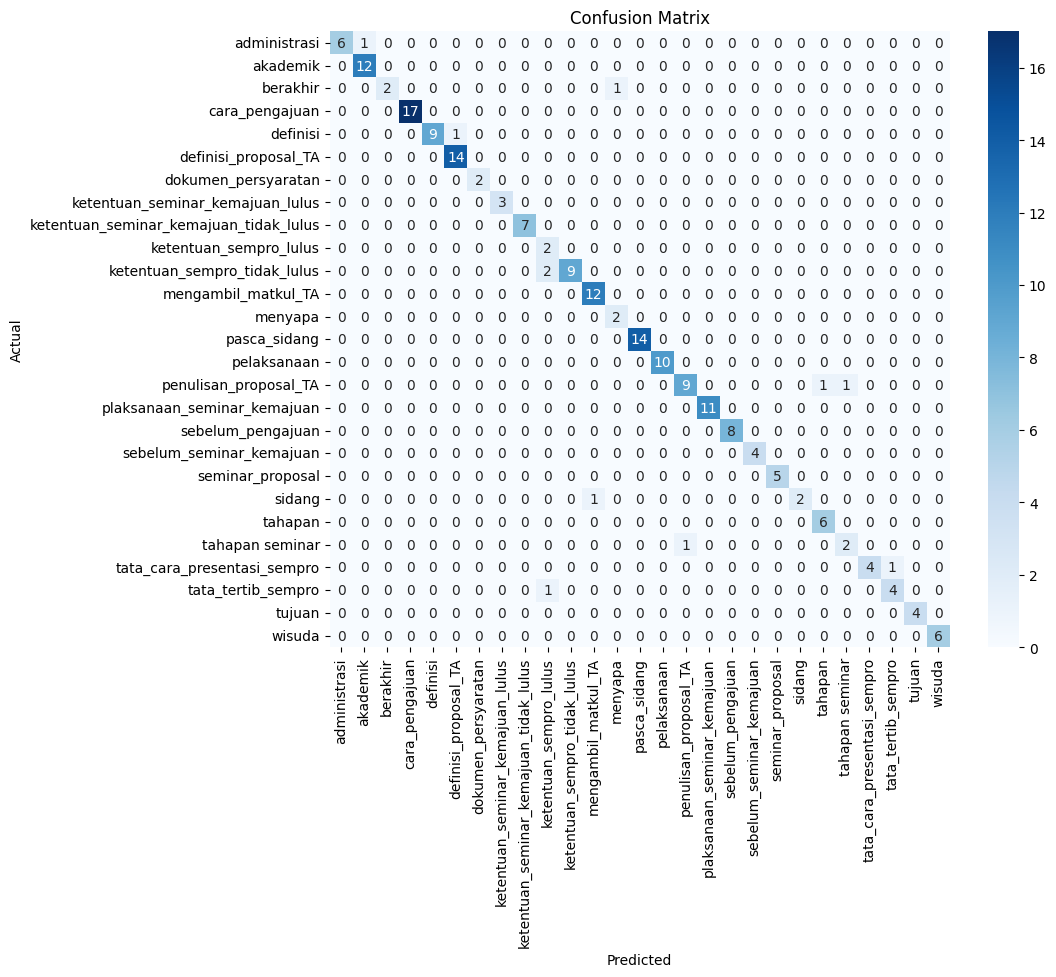 Confusion Matrix
Actual
administrasi 6 1 0 0 0 0 0 0 0 0 0 0 0 0 0 0 0 0 0 0 0 0 0 0 0 0 0
akademik 0 12 0 0 0 0 0 0 0 0 0 0 0 0 0 0 0 0 0 0 0 0 0 0 0 0 0
berakhir 0 0 2 0 0 0 0 0 0 0 0 0 1 0 0 0 0 0 0 0 0 0 0 0 0 0 0
cara_pengajuan 0 0 0 17 0 0 0 0 0 0 0 0 0 0 0 0 0 0 0 0 0 0 0 0 0 0 0
definisi 0 0 0 0 9 1 0 0 0 0 0 0 0 0 0 0 0 0 0 0 0 0 0 0 0 0 0
definisi_proposal_TA 0 0 0 0 0 14 0 0 0 0 0 0 0 0 0 0 0 0 0 0 0 0 0 0 0 0 0
dokumen_persyaratan 0 0 0 0 0 0 2 0 0 0 0 0 0 0 0 0 0 0 0 0 0 0 0 0 0 0 0
ketentuan_seminar_kemajuan_lulus 0 0 0 0 0 0 0 3 0 0 0 0 0 0 0 0 0 0 0 0 0 0 0 0 0 0 0
ketentuan_seminar_kemajuan_tidak_lulus 0 0 0 0 0 0 0 0 7 0 0 0 0 0 0 0 0 0 0 0 0 0 0 0 0 0 0
ketentuan_sempro_lulus 0 0 0 0 0 0 0 0 0 2 0 0 0 0 0 0 0 0 0 0 0 0 0 0 0 0 0
ketentuan_sempro_tidak_lulus 0 0 0 0 0 0 0 0 0 2 9 0 0 0 0 0 0 0 0 0 0 0 0 0 0 0 0
mengambil_matkul_TA 0 0 0 0 0 0 0 0 0 0 0 12 0 0 0 0 0 0 0 0 0 0 0 0 0 0 0
menyapa 0 0 0 0 0 0 0 0 0 0 0 0 2 0 0 0 0 0 0 0 0 0 0 0 0 0 0
pasca_sidang 0 0 0 0 0 0 0 0 0 0 0 0 0 14 0 0 0 0 0 0 0 0 0 0 0 0 0
pelaksanaan 0 0 0 0 0 0 0 0 0 0 0 0 0 0 10 0 0 0 0 0 0 0 0 0 0 0 0
penulisan_proposal_TA 0 0 0 0 0 0 0 0 0 0 0 0 0 0 0 9 0 0 0 0 0 1 1 0 0 0 0
plaksanaan_seminar_kemajuan 0 0 0 0 0 0 0 0 0 0 0 0 0 0 0 0 11 0 0 0 0 0 0 0 0 0 0
sebelum_pengajuan 0 0 0 0 0 0 0 0 0 0 0 0 0 0 0 0 0 8 0 0 0 0 0 0 0 0 0
sebelum_seminar_kemajuan 0 0 0 0 0 0 0 0 0 0 0 0 0 0 0 0 0 0 4 0 0 0 0 0 0 0 0
seminar_proposal 0 0 0 0 0 0 0 0 0 0 0 0 0 0 0 0 0 0 0 5 0 0 0 0 0 0 0
sidang 0 0 0 0 0 0 0 0 0 0 0 1 0 0 0 0 0 0 0 0 2 0 0 0 0 0 0
tahapan 0 0 0 0 0 0 0 0 0 0 0 0 0 0 0 0 0 0 0 0 0 6 0 0 0 0 0
tahapan seminar 0 0 0 0 0 0 0 0 0 0 0 0 0 0 0 1 0 0 0 0 0 0 2 0 0 0 0
tata_cara_presentasi_sempro 0 0 0 0 0 0 0 0 0 0 0 0 0 0 0 0 0 0 0 0 0 0 0 4 1 0 0
tata_tertib_sempro 0 0 0 0 0 0 0 0 0 1 0 0 0 0 0 0 0 0 0 0 0 0 0 0 4 0 0
tujuan 0 0 0 0 0 0 0 0 0 0 0 0 0 0 0 0 0 0 0 0 0 0 0 0 0 4 0
wisuda 0 0 0 0 0 0 0 0 0 0 0 0 0 0 0 0 0 0 0 0 0 0 0 0 0 0 6
administrasi
akademik
berakhir
cara_pengajuan
definisi
definisi_proposal_TA
dokumen_persyaratan
ketentuan_seminar_kemajuan_lulus
ketentuan_seminar_kemajuan_tidak_lulus
ketentuan_sempro_lulus
ketentuan_sempro_tidak_lulus
mengambil_matkul_TA
menyapa
pasca_sidang
pelaksanaan
penulisan_proposal_TA
plaksanaan_seminar_kemajuan
sebelum_pengajuan
sebelum_seminar_kemajuan
seminar_proposal
sidang
tahapan
tahapan seminar
tata_cara_presentasi_sempro
tata_tertib_sempro
tujuan
wisuda
Predicted
16
14
12
10
8
6
4
2
0